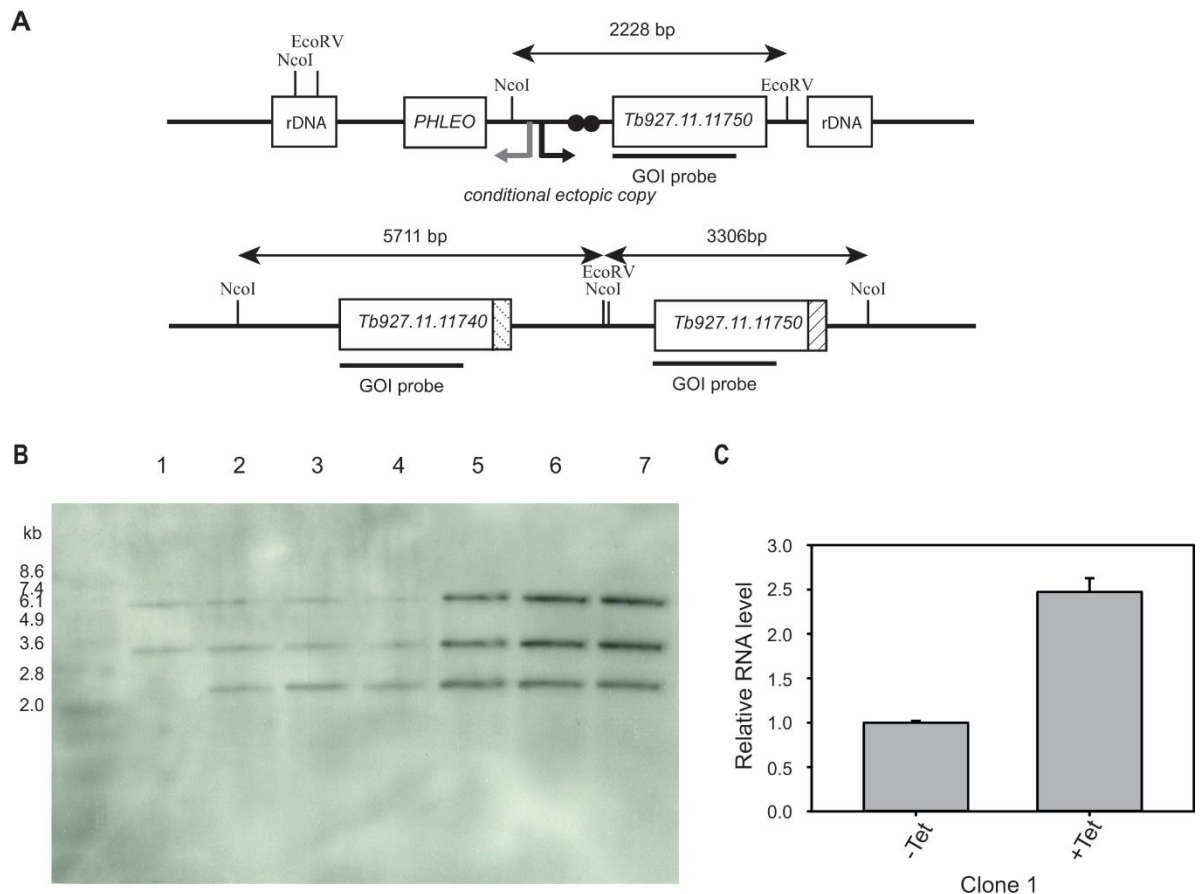 A
2228 bp
EcoRV
NcoI
NcoI
EcoRV
rDNA
PHLEO
Tb927.11.11750
rDNA
GOI probe
conditional ectopic copy
5711 bp
3306bp
EcoRV
NcoI
NcoI
NcoI
Tb927.11.11740
Tb927.11.11750
GOI probe
GOI probe
B
1 2 3 4 5 6 7
kb
8.6
7.4
6.1
4.9
3.6
2.8
2.0
C
Relative RNA level
3.0
2.5
2.0
1.5
1.0
0.5
0.0
-Tet
+Tet
Clone 1